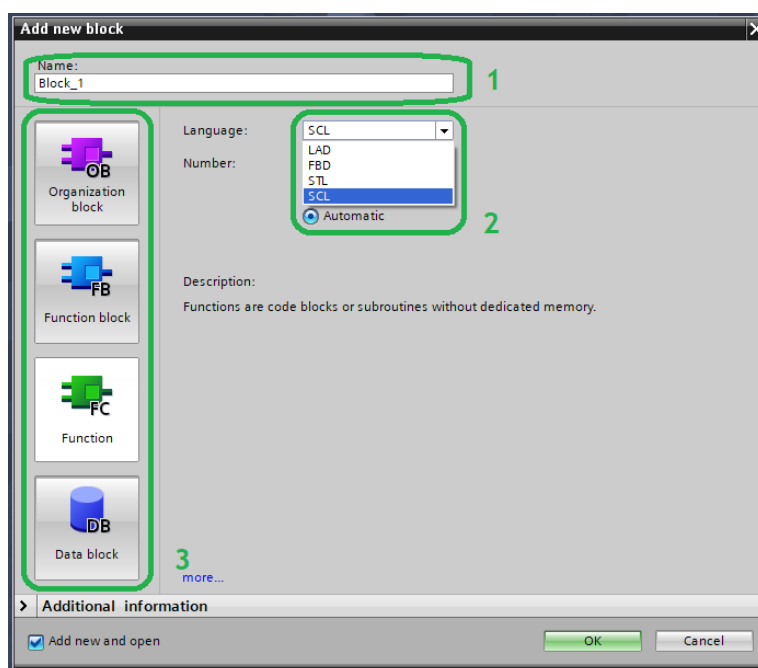 Add new block
Name:
Block_1
1
OB
Organization
block
FB
Function block
FC
Function
DB
Data block
Language:
SCL
LAD
FBD
STL
SCL
Number:
Automatic
2
Description:
Functions are code blocks or subroutines without dedicated memory.
3
more...
> Additional information
Add new and open
OK
Cancel